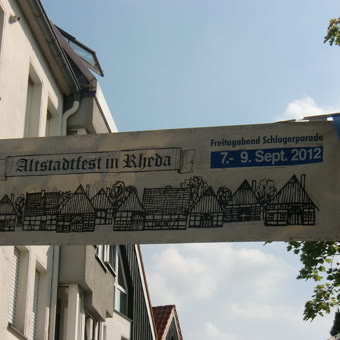 Altstadtfest in Rheda
Freitagabend Schlagerparade
7.- 9. Sept. 2012